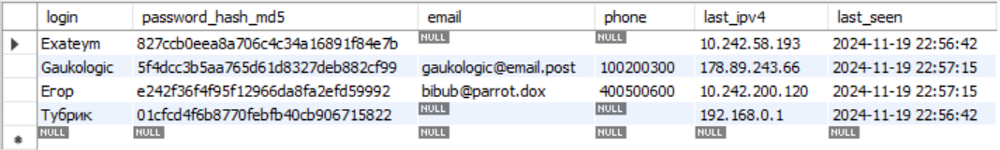 login password_hash_md5 email phone last_ipv4 last_seen
Exateym 827ccb0eea8a706c4c34a16891f84e7b NULL NULL 10.242.58.193 2024-11-19 22:56:42
Gaukologic 5f4dcc3b5aa765d61d8327deb882cf99 gaukologic@email.post 100200300 178.89.243.66 2024-11-19 22:57:15
Егор e242f36f4f95f12966da8fa2efd59992 bibub@parrot.dox 400500600 10.242.200.120 2024-11-19 22:57:15
Тубрик 01cfcd4f6b8770febfb40cb906715822 NULL NULL 192.168.0.1 2024-11-19 22:56:42
NULL NULL NULL NULL NULL NULL